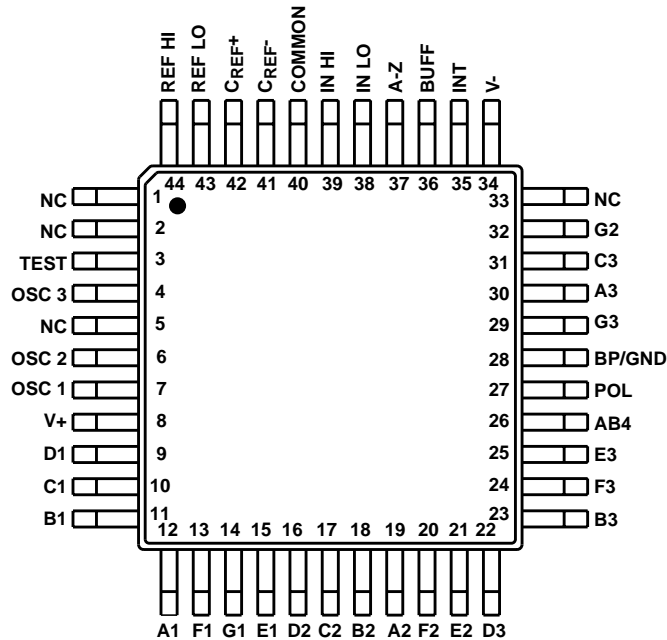 REF HI
REF LO
CREF+
CREF-
COMMON
IN HI
IN LO
A-Z
BUFF
INT
V-
44 43 42 41 40 39 38 37 36 35 34
NC 1 33 NC
NC 2 32 G2
TEST 3 31 C3
OSC 3 4 30 A3
NC 5 29 G3
OSC 2 6 28 BP/GND
OSC 1 7 27 POL
V+ 8 26 AB4
D1 9 25 E3
C1 10 24 F3
B1 11 23 B3
12 13 14 15 16 17 18 19 20 21 22
A1 F1 G1 E1 D2 C2 B2 A2 F2 E2 D3